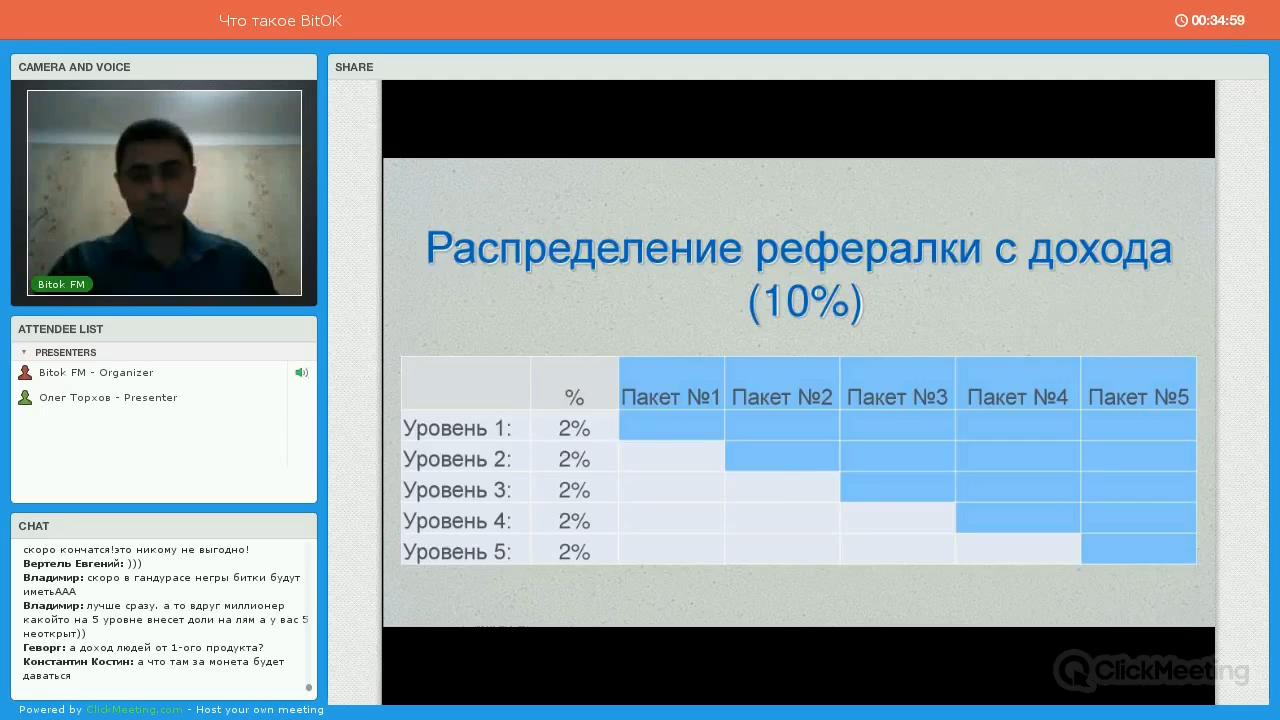 Что такое BitOK
00:34:59
CAMERA AND VOICE
Bitok FM
ATTENDEE LIST
PRESENTERS
Bitok FM - Organizer
Олег Торхов - Presenter
CHAT
скоро кончатся!это никому не выгодно!
Вертель Евгений: )))
Владимир: скоро в гандурасе негры битки будут
иметьААА
Владимир: лучше сразу. а то вдруг миллионер
какойто на 5 уровне внесет доли на лям а у вас 5
неоткрыт))
Геворг: а доход людей от 1-ого продукта?
Константин Костин: а что там за монета будет
даваться
SHARE
Распределение рефералки с дохода
(10%)
% Пакет №1 Пакет №2 Пакет №3 Пакет №4 Пакет №5
Уровень 1: 2%
Уровень 2: 2%
Уровень 3: 2%
Уровень 4: 2%
Уровень 5: 2%
ClickMeeting
Powered by ClickMeeting.com - Host your own meeting